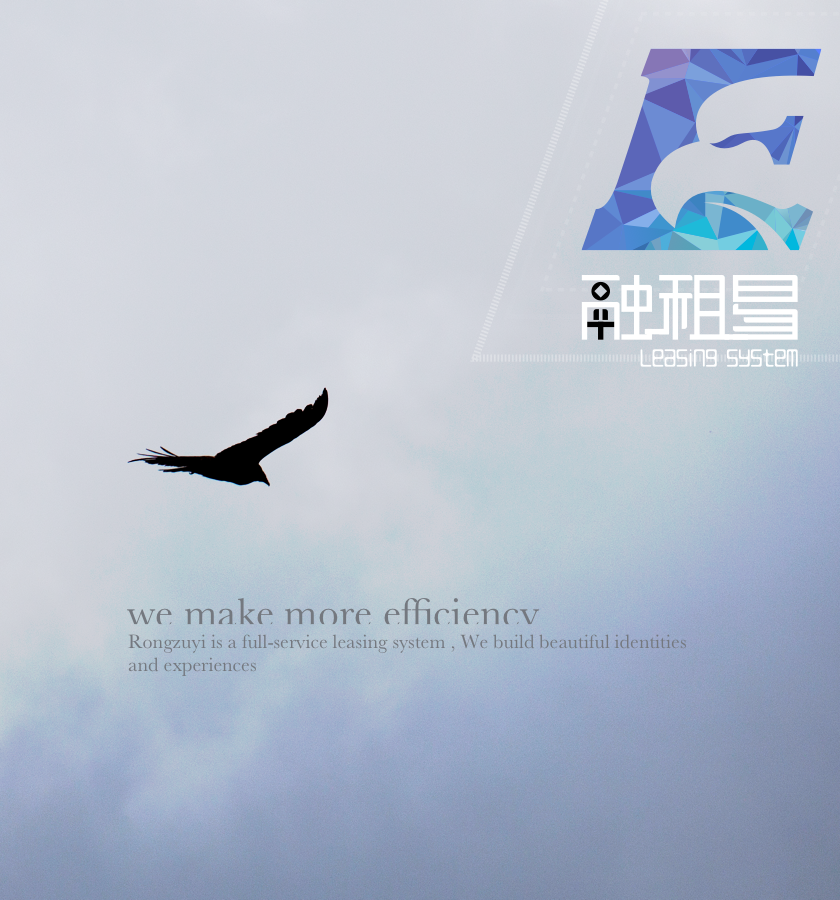 融租易
Leasing system
we make more efficiency
Rongzuyi is a full-service leasing system , We build beautiful identities
and experiences